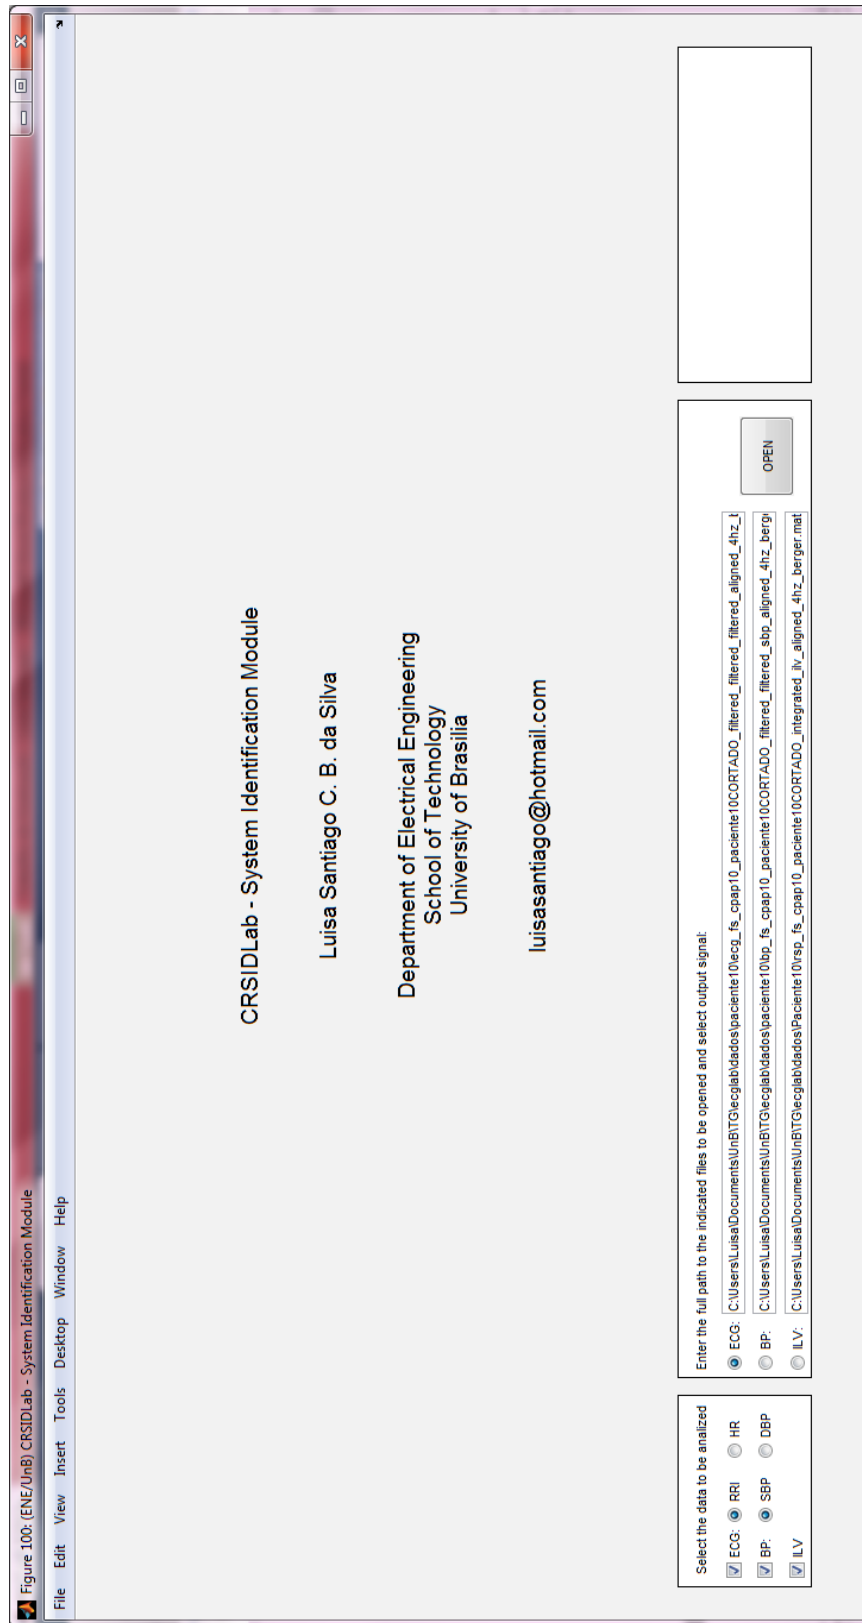 Figure 100: (ENE/UnB) CRSIDLab - System Identification Module
File Edit View Insert Tools Desktop Window Help
CRSIDLab - System Identification Module
Luisa Santiago C. B. da Silva
Department of Electrical Engineering
School of Technology
University of Brasilia
luisasantiago@hotmail.com
Select the data to be analized
ECG: RRI HR
BP: SBP DBP
ILV
Enter the full path to the indicated files to be opened and select output signal:
ECG: C:\Users\Luisa\Documents\UnB\TG\ecglab\dados\paciente10\ecg_fs_cpap10_paciente10CORTADO_filtered_filtered_aligned_4hz_t
BP: C:\Users\Luisa\Documents\UnB\TG\ecglab\dados\paciente10\bp_fs_cpap10_paciente10CORTADO_filtered_sbp_aligned_4hz_berg
ILV: C:\Users\Luisa\Documents\UnB\TG\ecglab\dados\Paciente10\rsp_fs_cpap10_paciente10CORTADO_integrated_ilv_aligned_4hz_berger.mat
OPEN